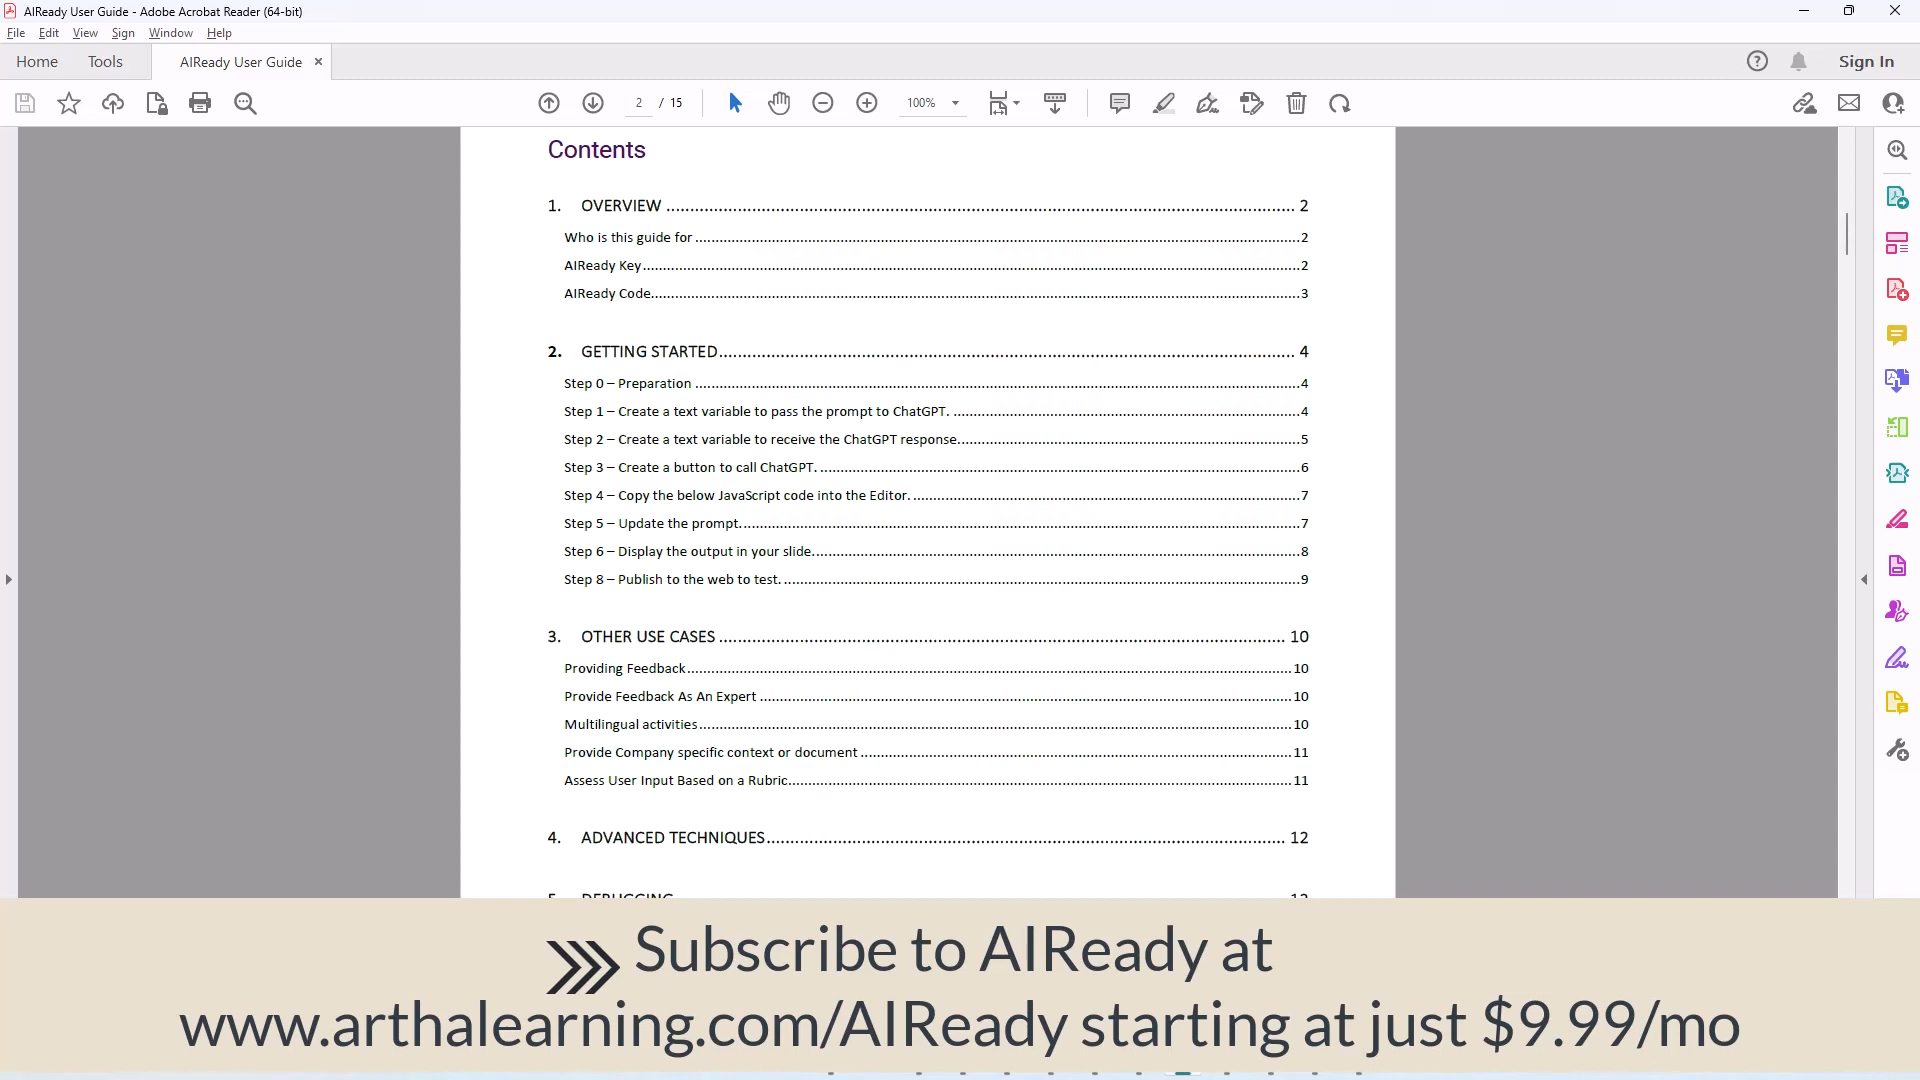 AIReady User Guide - Adobe Acrobat Reader (64-bit)
File Edit View Sign Window Help
Home Tools AIReady User Guide Sign In
2 / 15 100%
Contents
1. OVERVIEW 2
Who is this guide for 2
AIReady Key 2
AIReady Code 3
2. GETTING STARTED 4
Step 0 – Preparation 4
Step 1 – Create a text variable to pass the prompt to ChatGPT. 4
Step 2 – Create a text variable to receive the ChatGPT response. 5
Step 3 – Create a button to call ChatGPT. 6
Step 4 – Copy the below JavaScript code into the Editor. 7
Step 5 – Update the prompt. 7
Step 6 – Display the output in your slide. 8
Step 8 – Publish to the web to test. 9
3. OTHER USE CASES 10
Providing Feedback 10
Provide Feedback As An Expert 10
Multilingual activities 10
Provide Company specific context or document 11
Assess User Input Based on a Rubric 11
4. ADVANCED TECHNIQUES 12
Subscribe to AIReady at
www.arthalearning.com/AIReady starting at just $9.99/mo